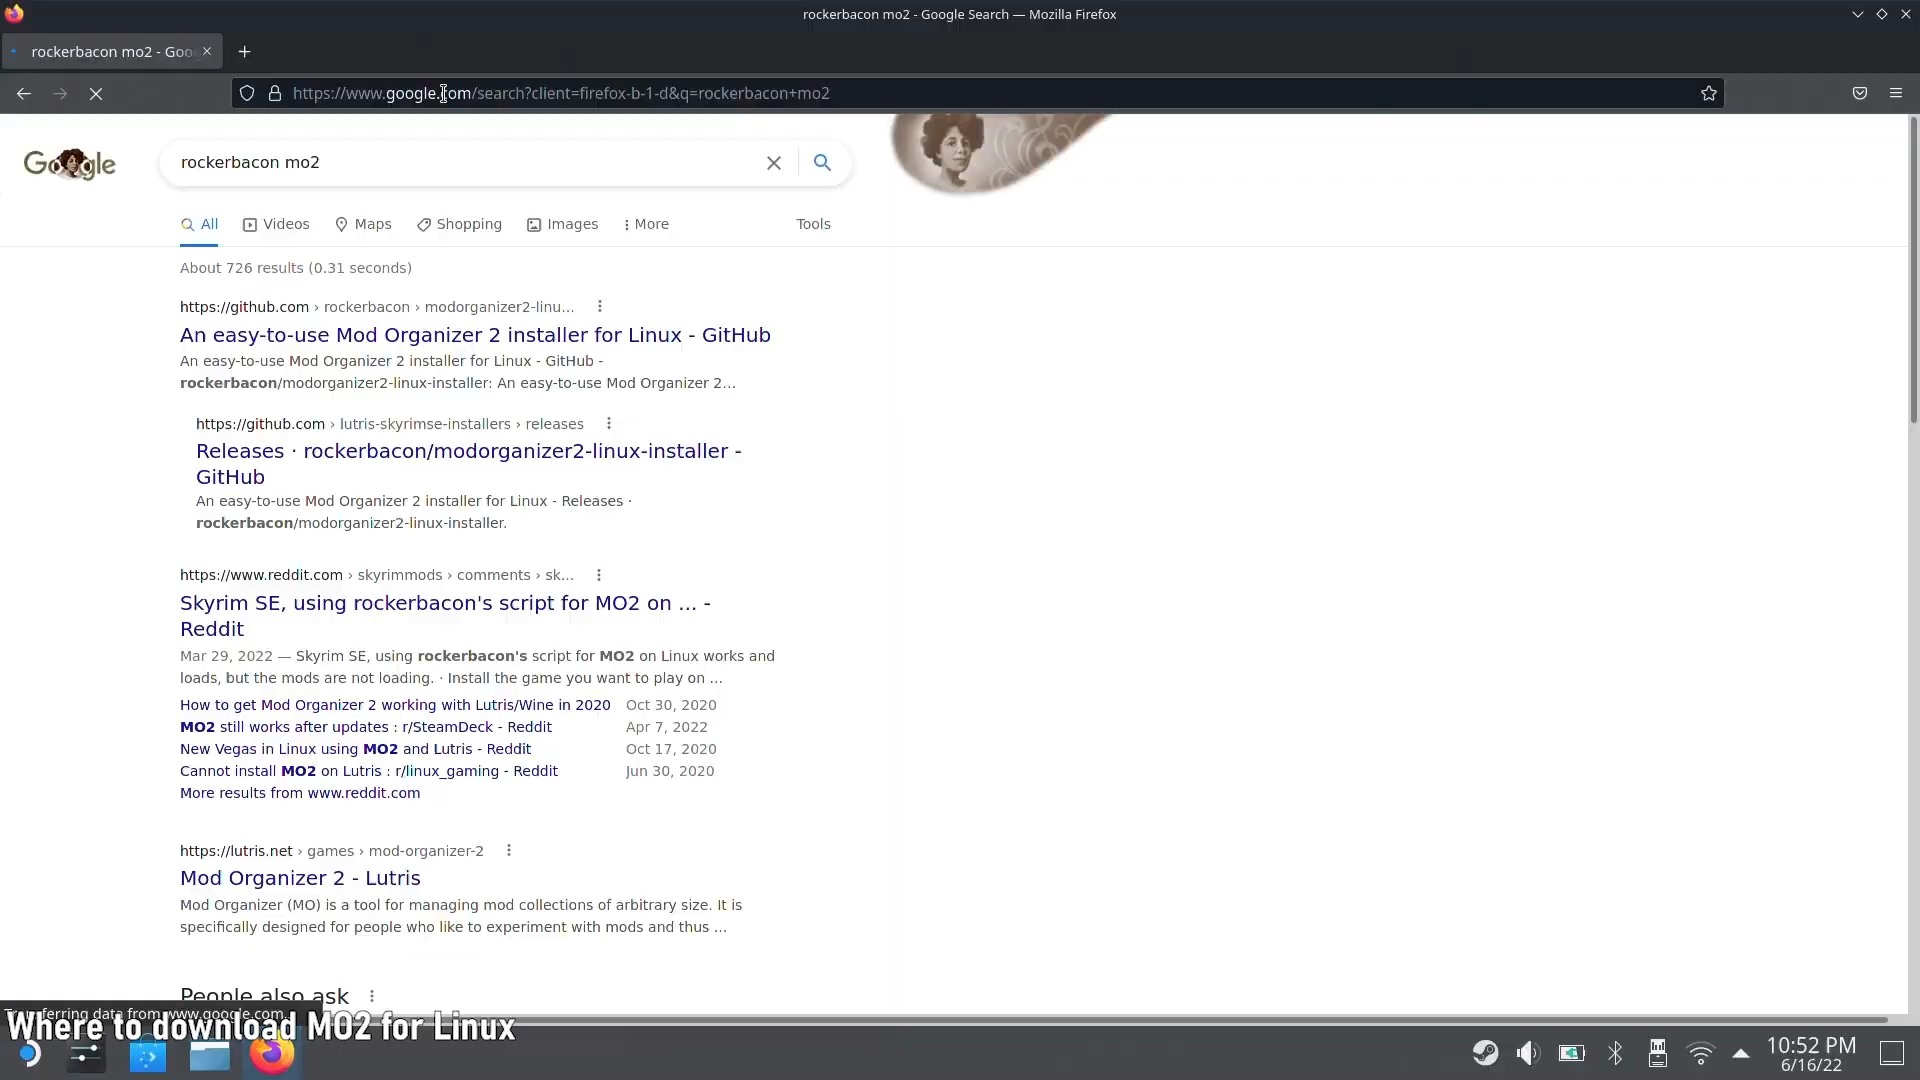 rockerbacon mo2 - Google Search — Mozilla Firefox
rockerbacon mo2 - Goo
https://www.google.com/search?client=firefox-b-1-d&q=rockerbacon+mo2
Google
rockerbacon mo2
All Videos Maps Shopping Images More Tools
About 726 results (0.31 seconds)
https://github.com › rockerbacon › modorganizer2-linu...
An easy-to-use Mod Organizer 2 installer for Linux - GitHub
An easy-to-use Mod Organizer 2 installer for Linux - GitHub -
rockerbacon/modorganizer2-linux-installer: An easy-to-use Mod Organizer 2...
https://github.com › lutris-skyrimse-installers › releases
Releases · rockerbacon/modorganizer2-linux-installer -
GitHub
An easy-to-use Mod Organizer 2 installer for Linux - Releases ·
rockerbacon/modorganizer2-linux-installer.
https://www.reddit.com › skyrimmods › comments › sk...
Skyrim SE, using rockerbacon's script for MO2 on ... -
Reddit
Mar 29, 2022 — Skyrim SE, using rockerbacon's script for MO2 on Linux works and
loads, but the mods are not loading. · Install the game you want to play on ...
How to get Mod Organizer 2 working with Lutris/Wine in 2020 Oct 30, 2020
MO2 still works after updates : r/SteamDeck - Reddit Apr 7, 2022
New Vegas in Linux using MO2 and Lutris - Reddit Oct 17, 2020
Cannot install MO2 on Lutris : r/linux_gaming - Reddit Jun 30, 2020
More results from www.reddit.com
https://lutris.net › games › mod-organizer-2
Mod Organizer 2 - Lutris
Mod Organizer (MO) is a tool for managing mod collections of arbitrary size. It is
specifically designed for people who like to experiment with mods and thus ...
People also ask
Transferring data from www.google.com...
Where to download MO2 for Linux
10:52 PM
6/16/22